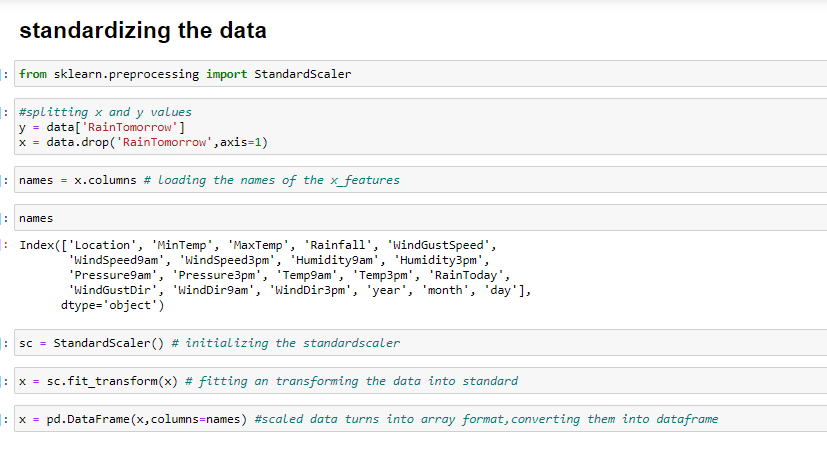 standardizing the data
]: from sklearn.preprocessing import StandardScaler
]: #splitting x and y values
y = data['RainTomorrow']
x = data.drop('RainTomorrow',axis=1)
]: names = x.columns # loading the names of the x_features
]: names
]: Index(['Location', 'MinTemp', 'MaxTemp', 'Rainfall', 'WindGustSpeed',
'WindSpeed9am', 'WindSpeed3pm', 'Humidity9am', 'Humidity3pm',
'Pressure9am', 'Pressure3pm', 'Temp9am', 'Temp3pm', 'RainToday',
'WindGustDir', 'WindDir9am', 'WindDir3pm', 'year', 'month', 'day'],
dtype='object')
]: sc = StandardScaler() # initializing the standardscaler
]: x = sc.fit_transform(x) # fitting an transforming the data into standard
]: x = pd.DataFrame(x,columns=names) #scaled data turns into array format,converting them into dataframe